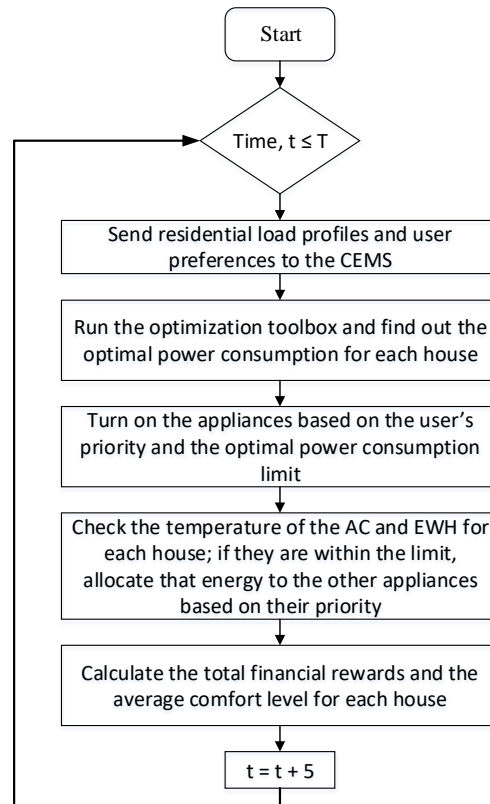 Start
Time, t ≤ T
Send residential load profiles and user
preferences to the CEMS
Run the optimization toolbox and find out the
optimal power consumption for each house
Turn on the appliances based on the user’s
priority and the optimal power consumption
limit
Check the temperature of the AC and EWH for
each house; if they are within the limit,
allocate that energy to the other appliances
based on their priority
Calculate the total financial rewards and the
average comfort level for each house
t = t + 5